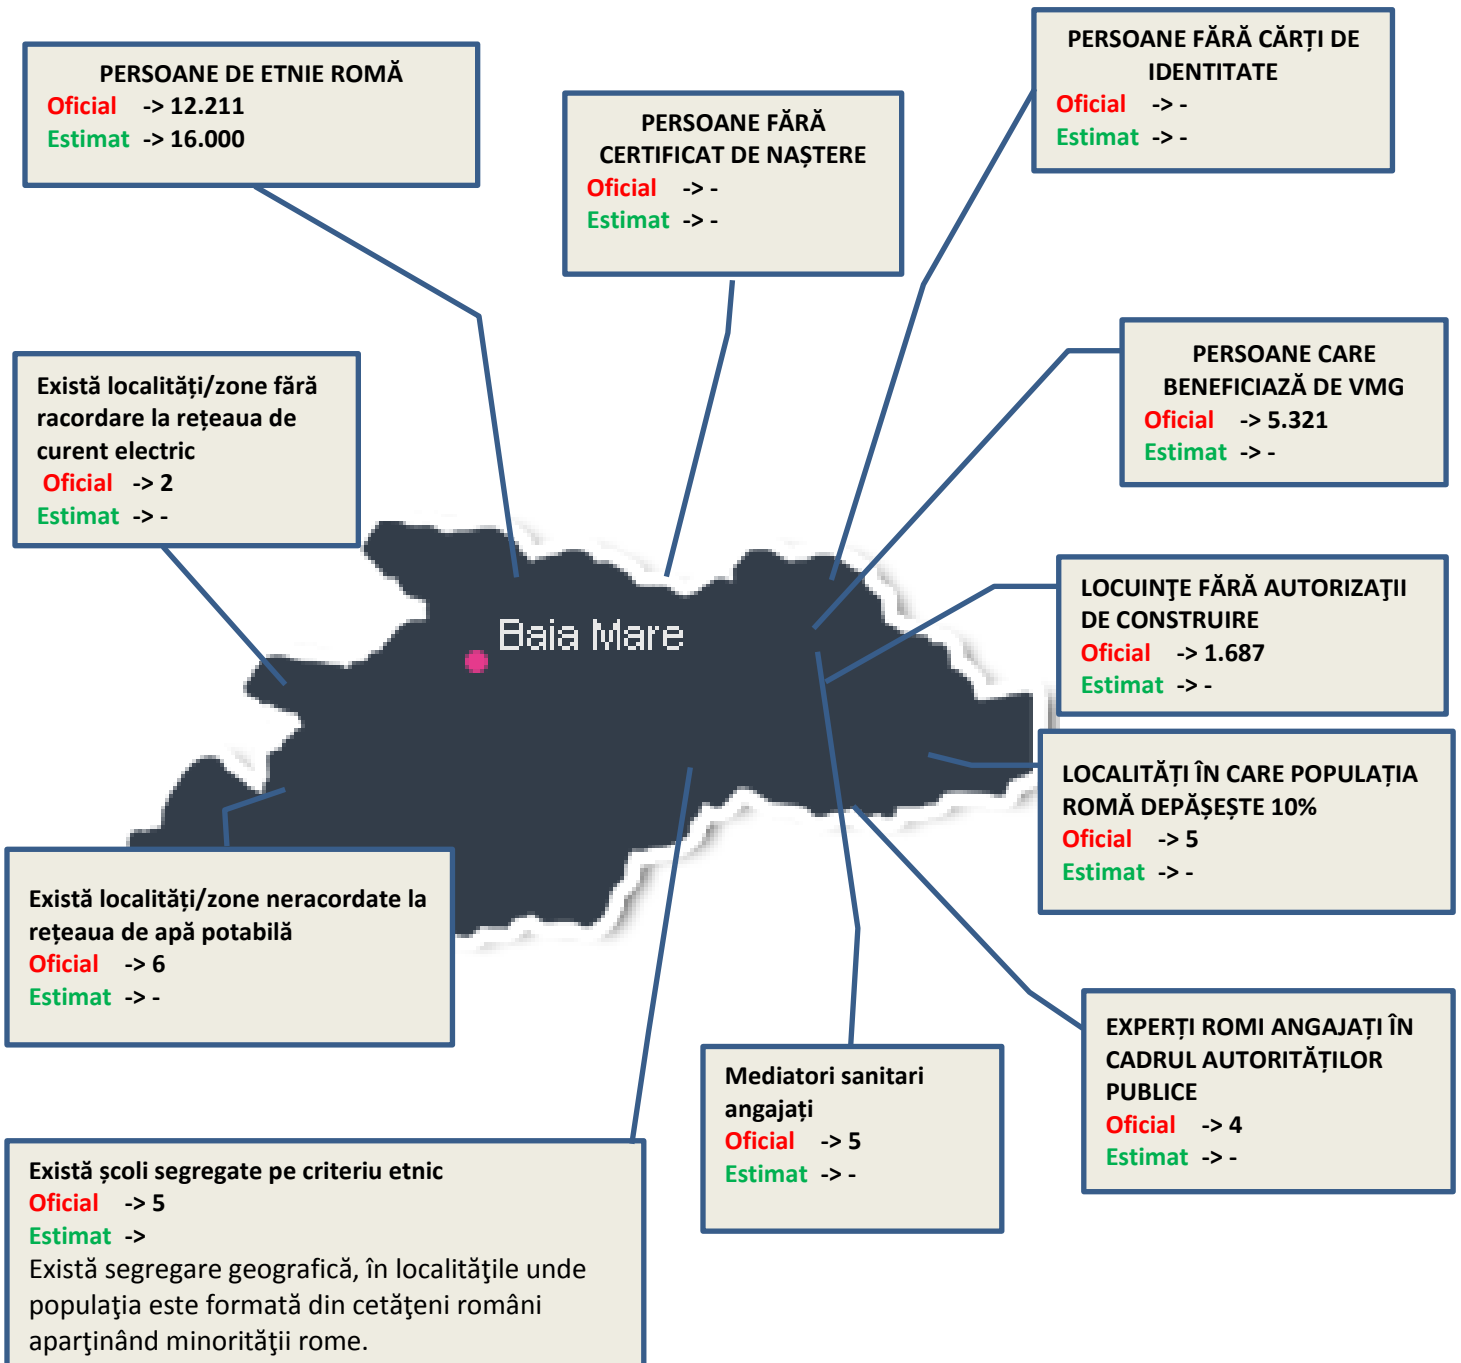 PERSOANE DE ETNIE ROMĂ
Oficial -> 12.211
Estimat -> 16.000
PERSOANE FĂRĂ
CERTIFICAT DE NAȘTERE
Oficial -> -
Estimat -> -
PERSOANE FĂRĂ CĂRȚI DE
IDENTITATE
Oficial -> -
Estimat -> -
Există localități/zone fără
racordare la rețeaua de
curent electric
Oficial -> 2
Estimat -> -
PERSOANE CARE
BENEFICIAZĂ DE VMG
Oficial -> 5.321
Estimat -> -
Baia Mare
LOCUINŢE FĂRĂ AUTORIZAŢII
DE CONSTRUIRE
Oficial -> 1.687
Estimat -> -
LOCALITĂȚI ÎN CARE POPULAȚIA
ROMĂ DEPĂȘEȘTE 10%
Oficial -> 5
Estimat -> -
Există localități/zone neracordate la
rețeaua de apă potabilă
Oficial -> 6
Estimat -> -
EXPERȚI ROMI ANGAJAȚI ÎN
CADRUL AUTORITĂȚILOR
PUBLICE
Oficial -> 4
Estimat -> -
Mediatori sanitari
angajați
Oficial -> 5
Estimat -> -
Există școli segregate pe criteriu etnic
Oficial -> 5
Estimat ->
Există segregare geografică, în localităţile unde
populaţia este formată din cetăţeni români
aparţinând minorităţii rome.